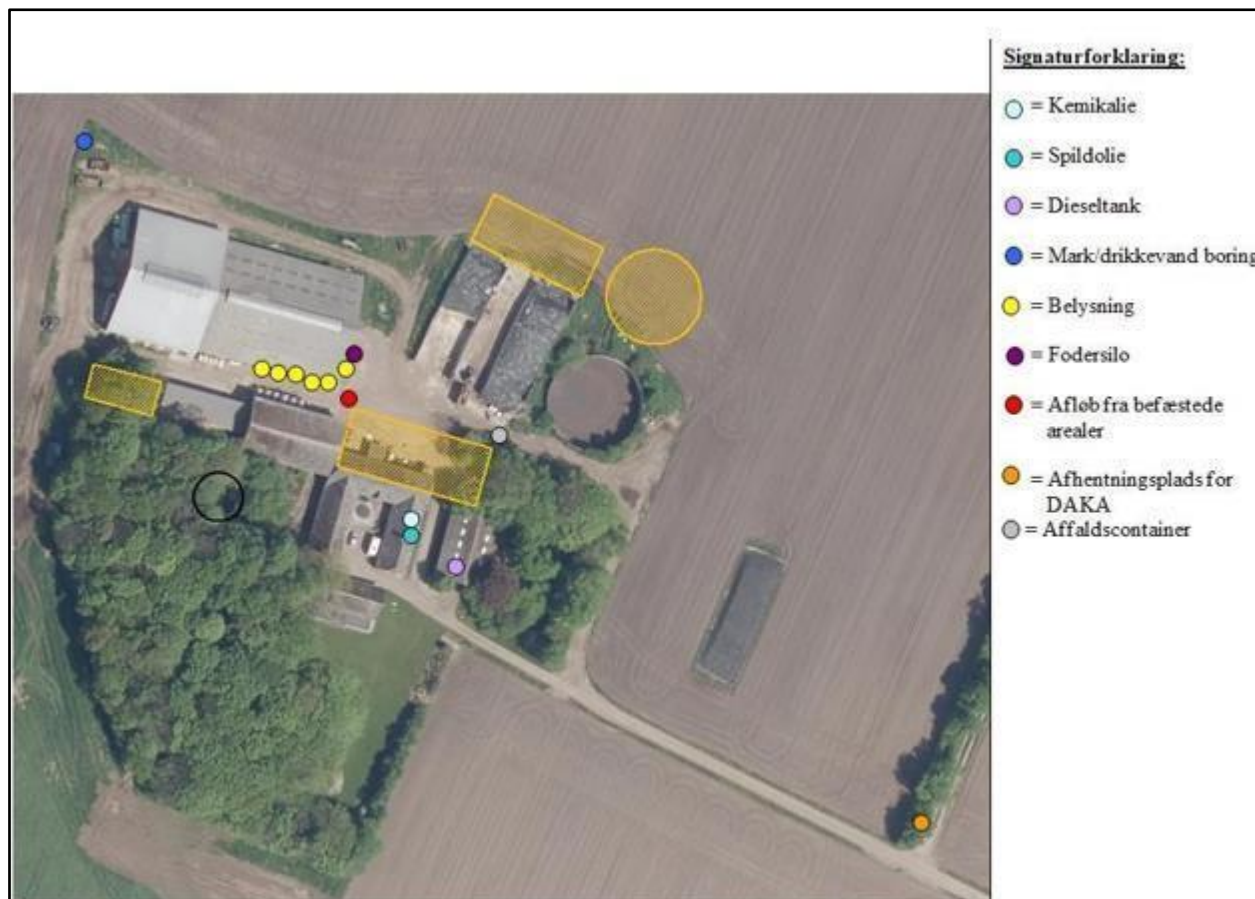 Signaturforklaring:
= Kemikalie
= Spildolie
= Dieseltank
= Mark/drikkevand boring
= Belysning
= Fodersilo
= Afløb fra befæstede
arealer
= Afhentningsplads for
DAKA
= Affaldscontainer